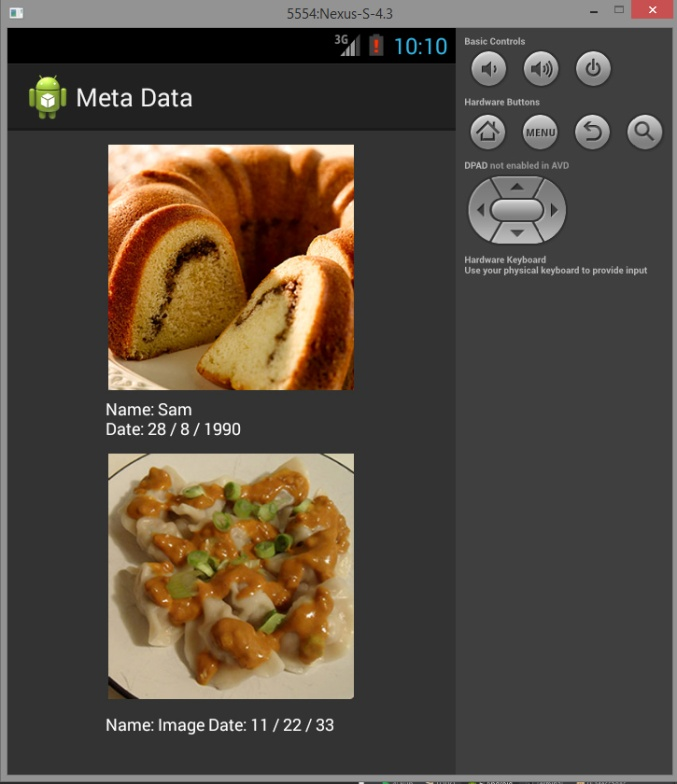 5554:Nexus-S-4.3
3G
10:10
Meta Data
Name: Sam
Date: 28 / 8 / 1990
Name: Image Date: 11 / 22 / 33
Basic Controls
Hardware Buttons
MENU
DPAD not enabled in AVD
Hardware Keyboard
Use your physical keyboard to provide input